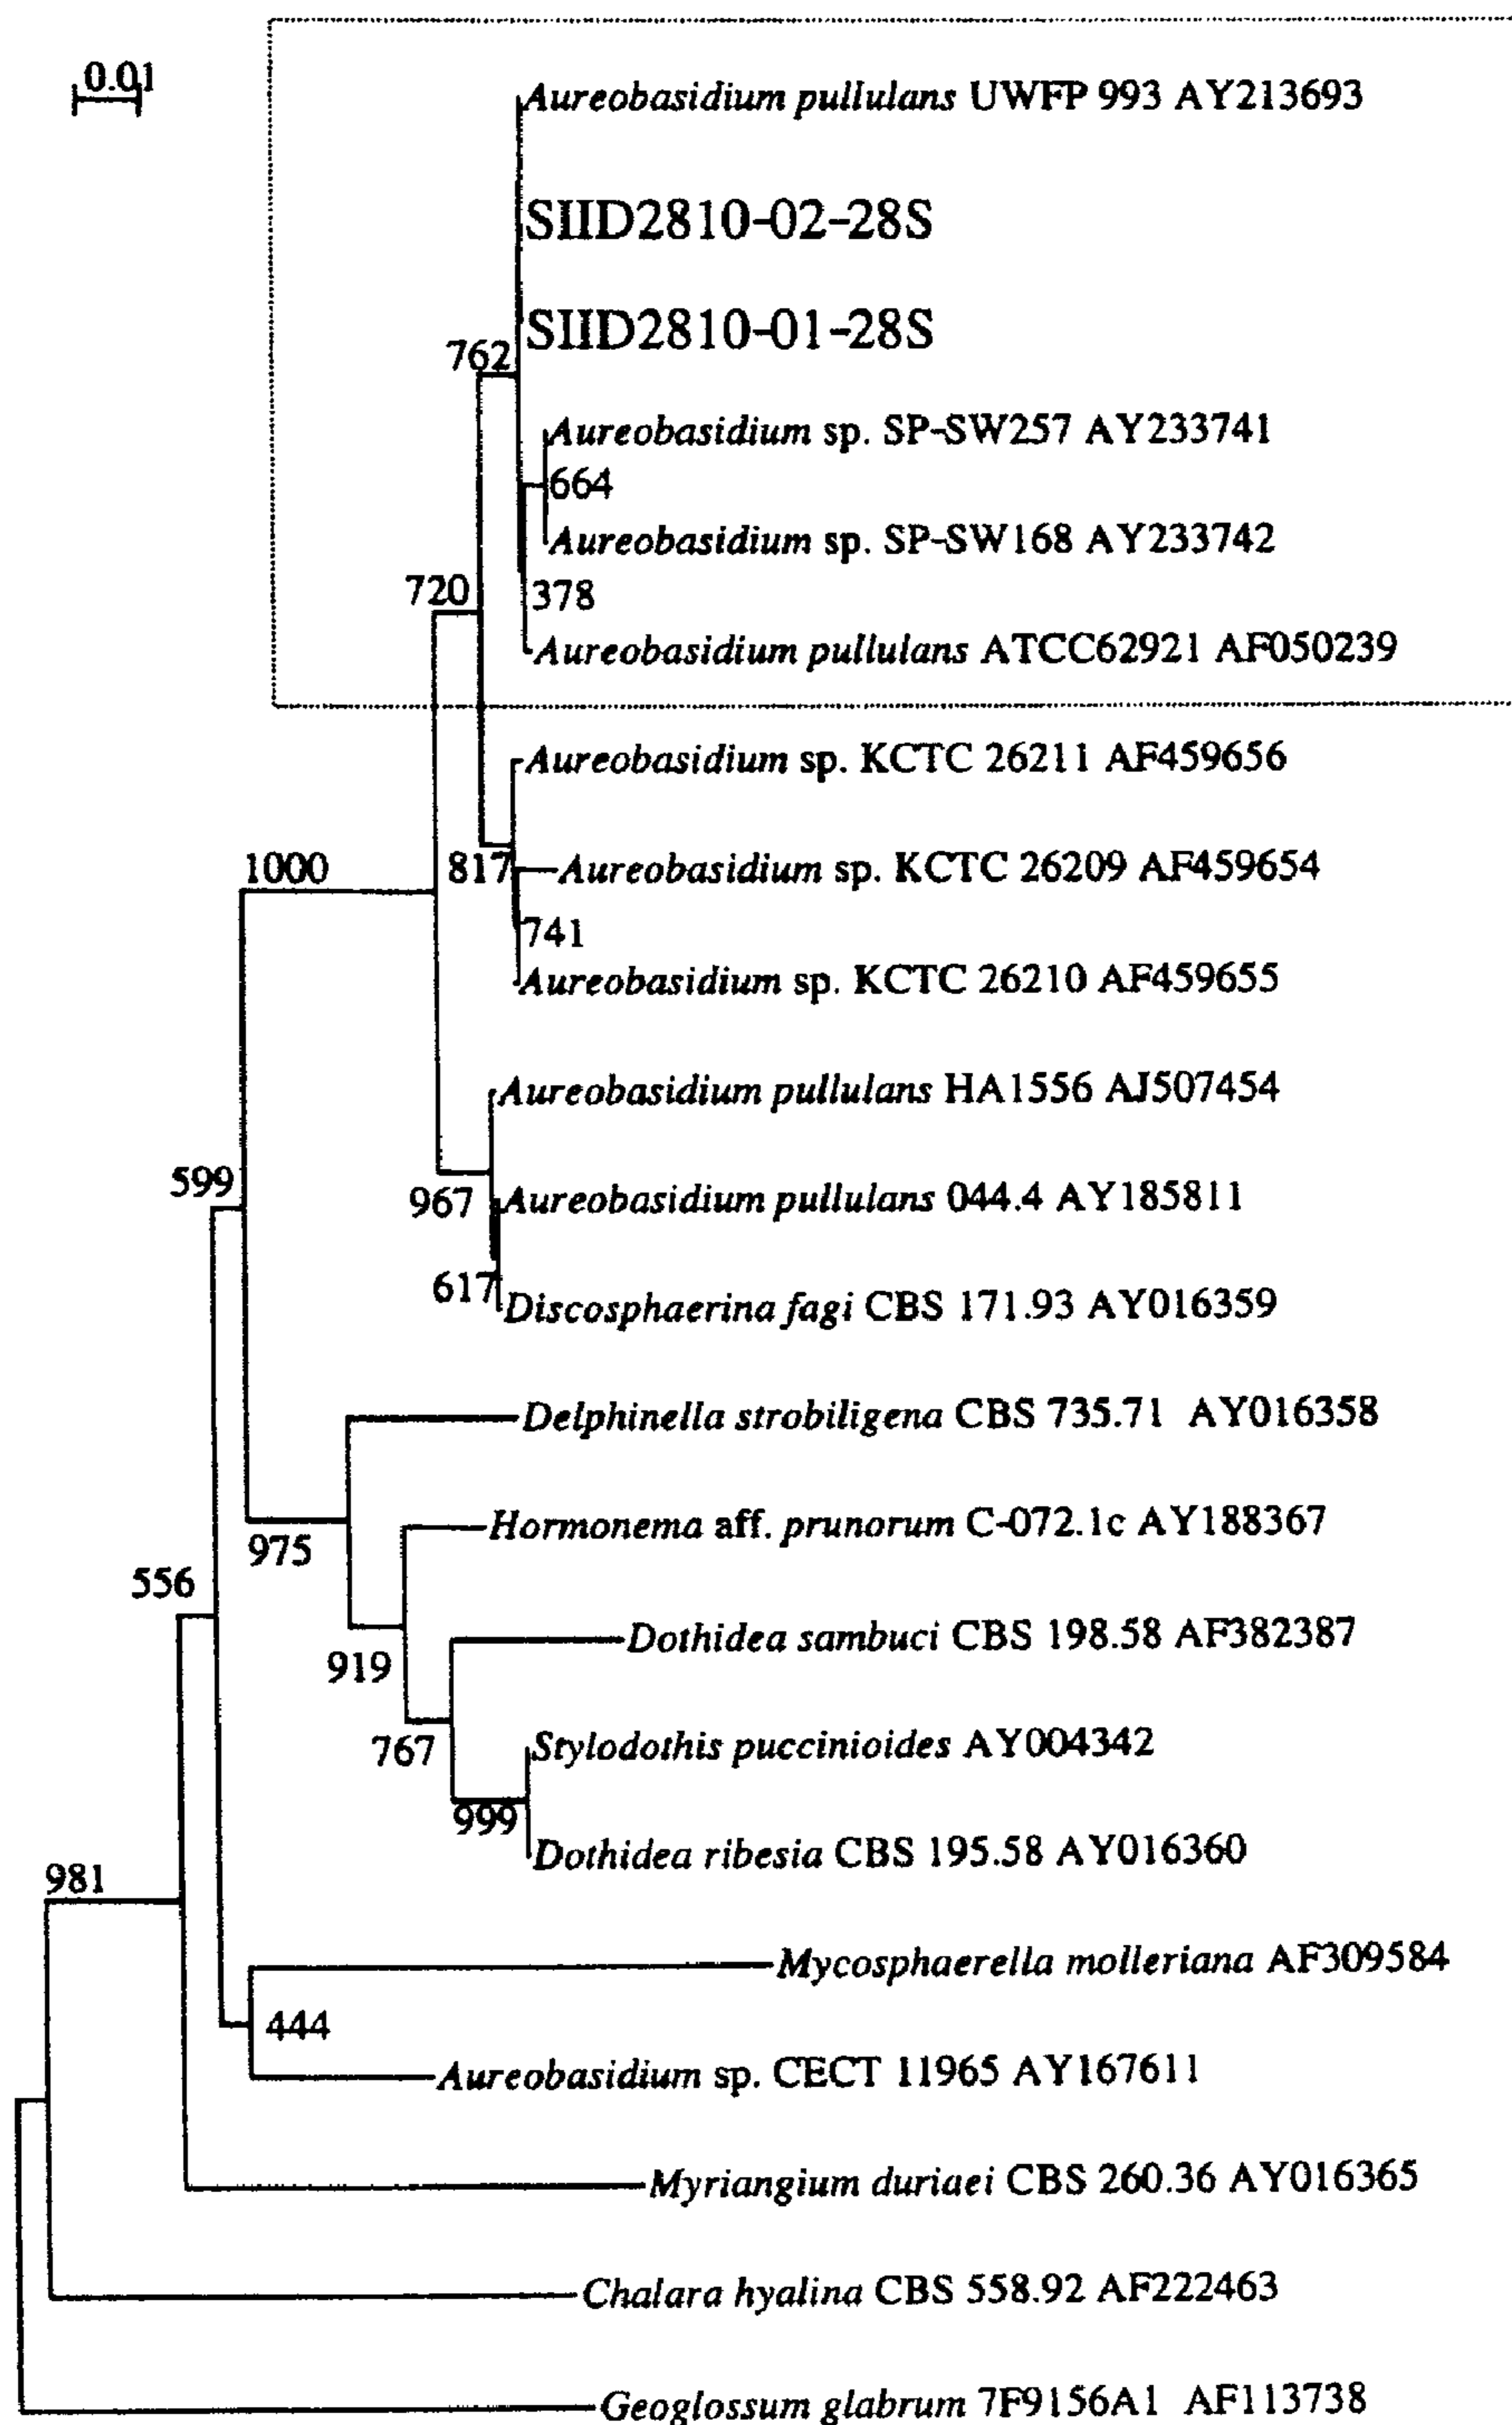 0.01
Aureobasidium pullulans UWFP 993 AY213693
SIID2810-02-28S
SIID2810-01-28S
762
Aureobasidium sp. SP-SW257 AY233741
664
Aureobasidium sp. SP-SW168 AY233742
720
378
Aureobasidium pullulans ATCC62921 AF050239
Aureobasidium sp. KCTC 26211 AF459656
1000
817
Aureobasidium sp. KCTC 26209 AF459654
741
Aureobasidium sp. KCTC 26210 AF459655
Aureobasidium pullulans HA1556 AJ507454
599
967
Aureobasidium pullulans 044.4 AY185811
617
Discosphaerina fagi CBS 171.93 AY016359
Delphinella strobiligena CBS 735.71 AY016358
Hormonema aff. prunorum C-072.1c AY188367
975
556
Dothidea sambuci CBS 198.58 AF382387
919
767
Stylodothis puccinioides AY004342
999
Dothidea ribesia CBS 195.58 AY016360
981
Mycosphaerella molleriana AF309584
444
Aureobasidium sp. CECT 11965 AY167611
Myriangium duriaei CBS 260.36 AY016365
Chalara hyalina CBS 558.92 AF222463
Geoglossum glabrum 7F9156A1 AF113738